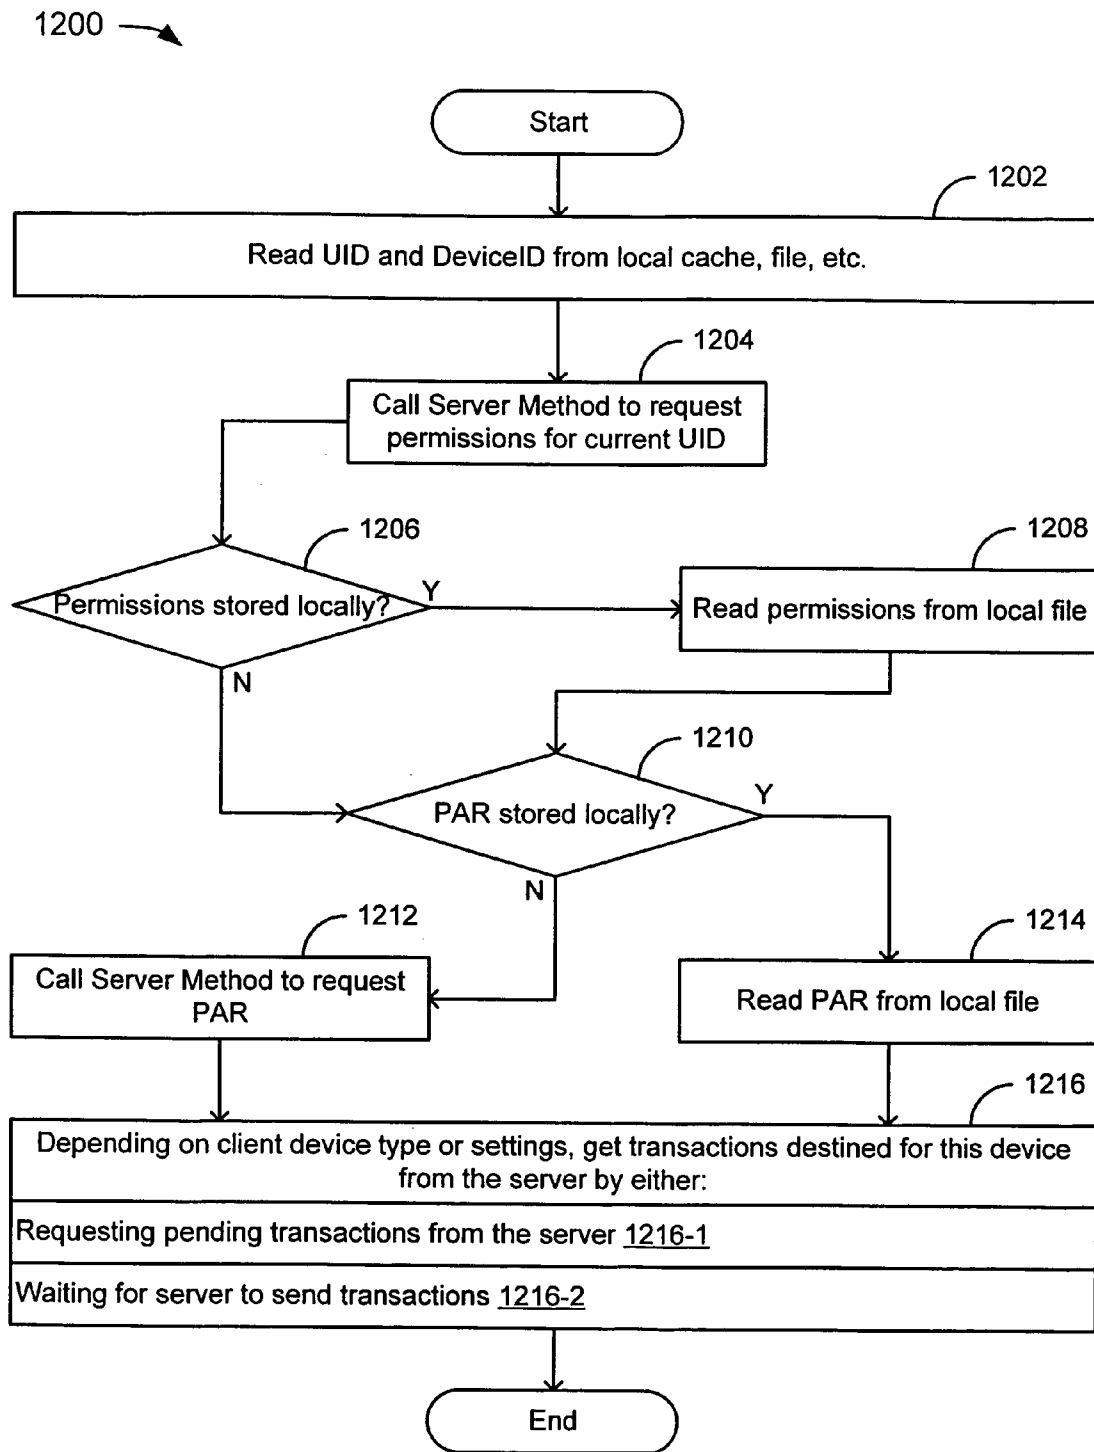 1200
Start
1202
Read UID and DeviceID from local cache, file, etc.
1204
Call Server Method to request
permissions for current UID
1206
Permissions stored locally?
Y
N
1208
Read permissions from local file
1210
PAR stored locally?
Y
N
1212
Call Server Method to request
PAR
1214
Read PAR from local file
1216
Depending on client device type or settings, get transactions destined for this device
from the server by either:
Requesting pending transactions from the server 1216-1
Waiting for server to send transactions 1216-2
End